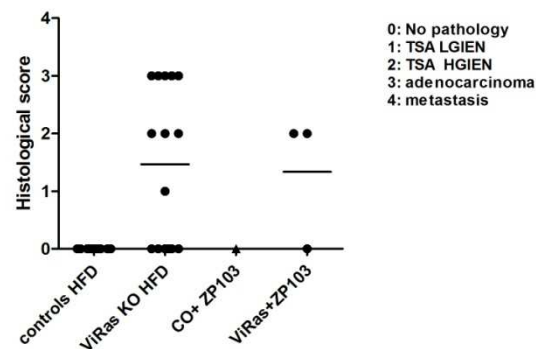 Histological score
4
3
2
1
0
controls HFD
ViRas KO HFD
CO+ ZP103
ViRas+ZP103
0: No pathology
1: TSA LGIEN
2: TSA HGIEN
3: adenocarcinoma
4: metastasis